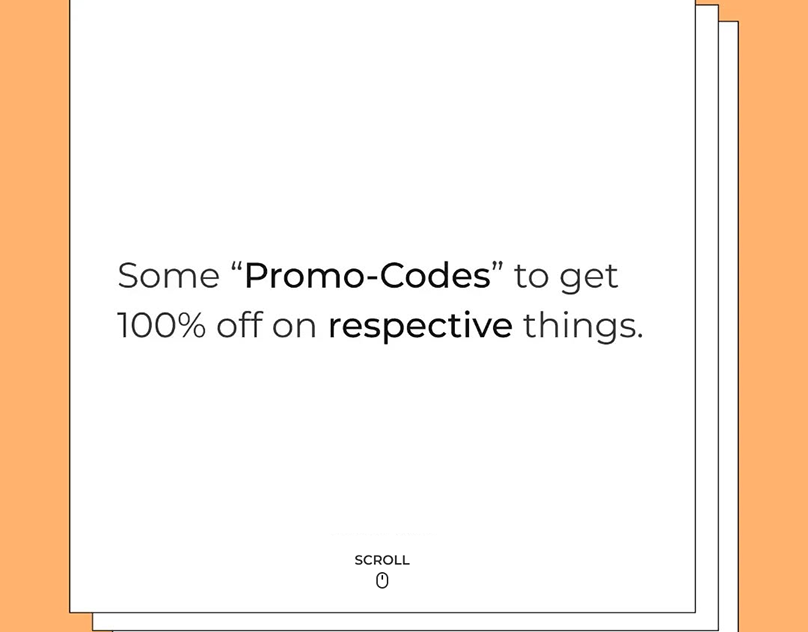 Some “Promo-Codes” to get
100% off on respective things.
SCROLL